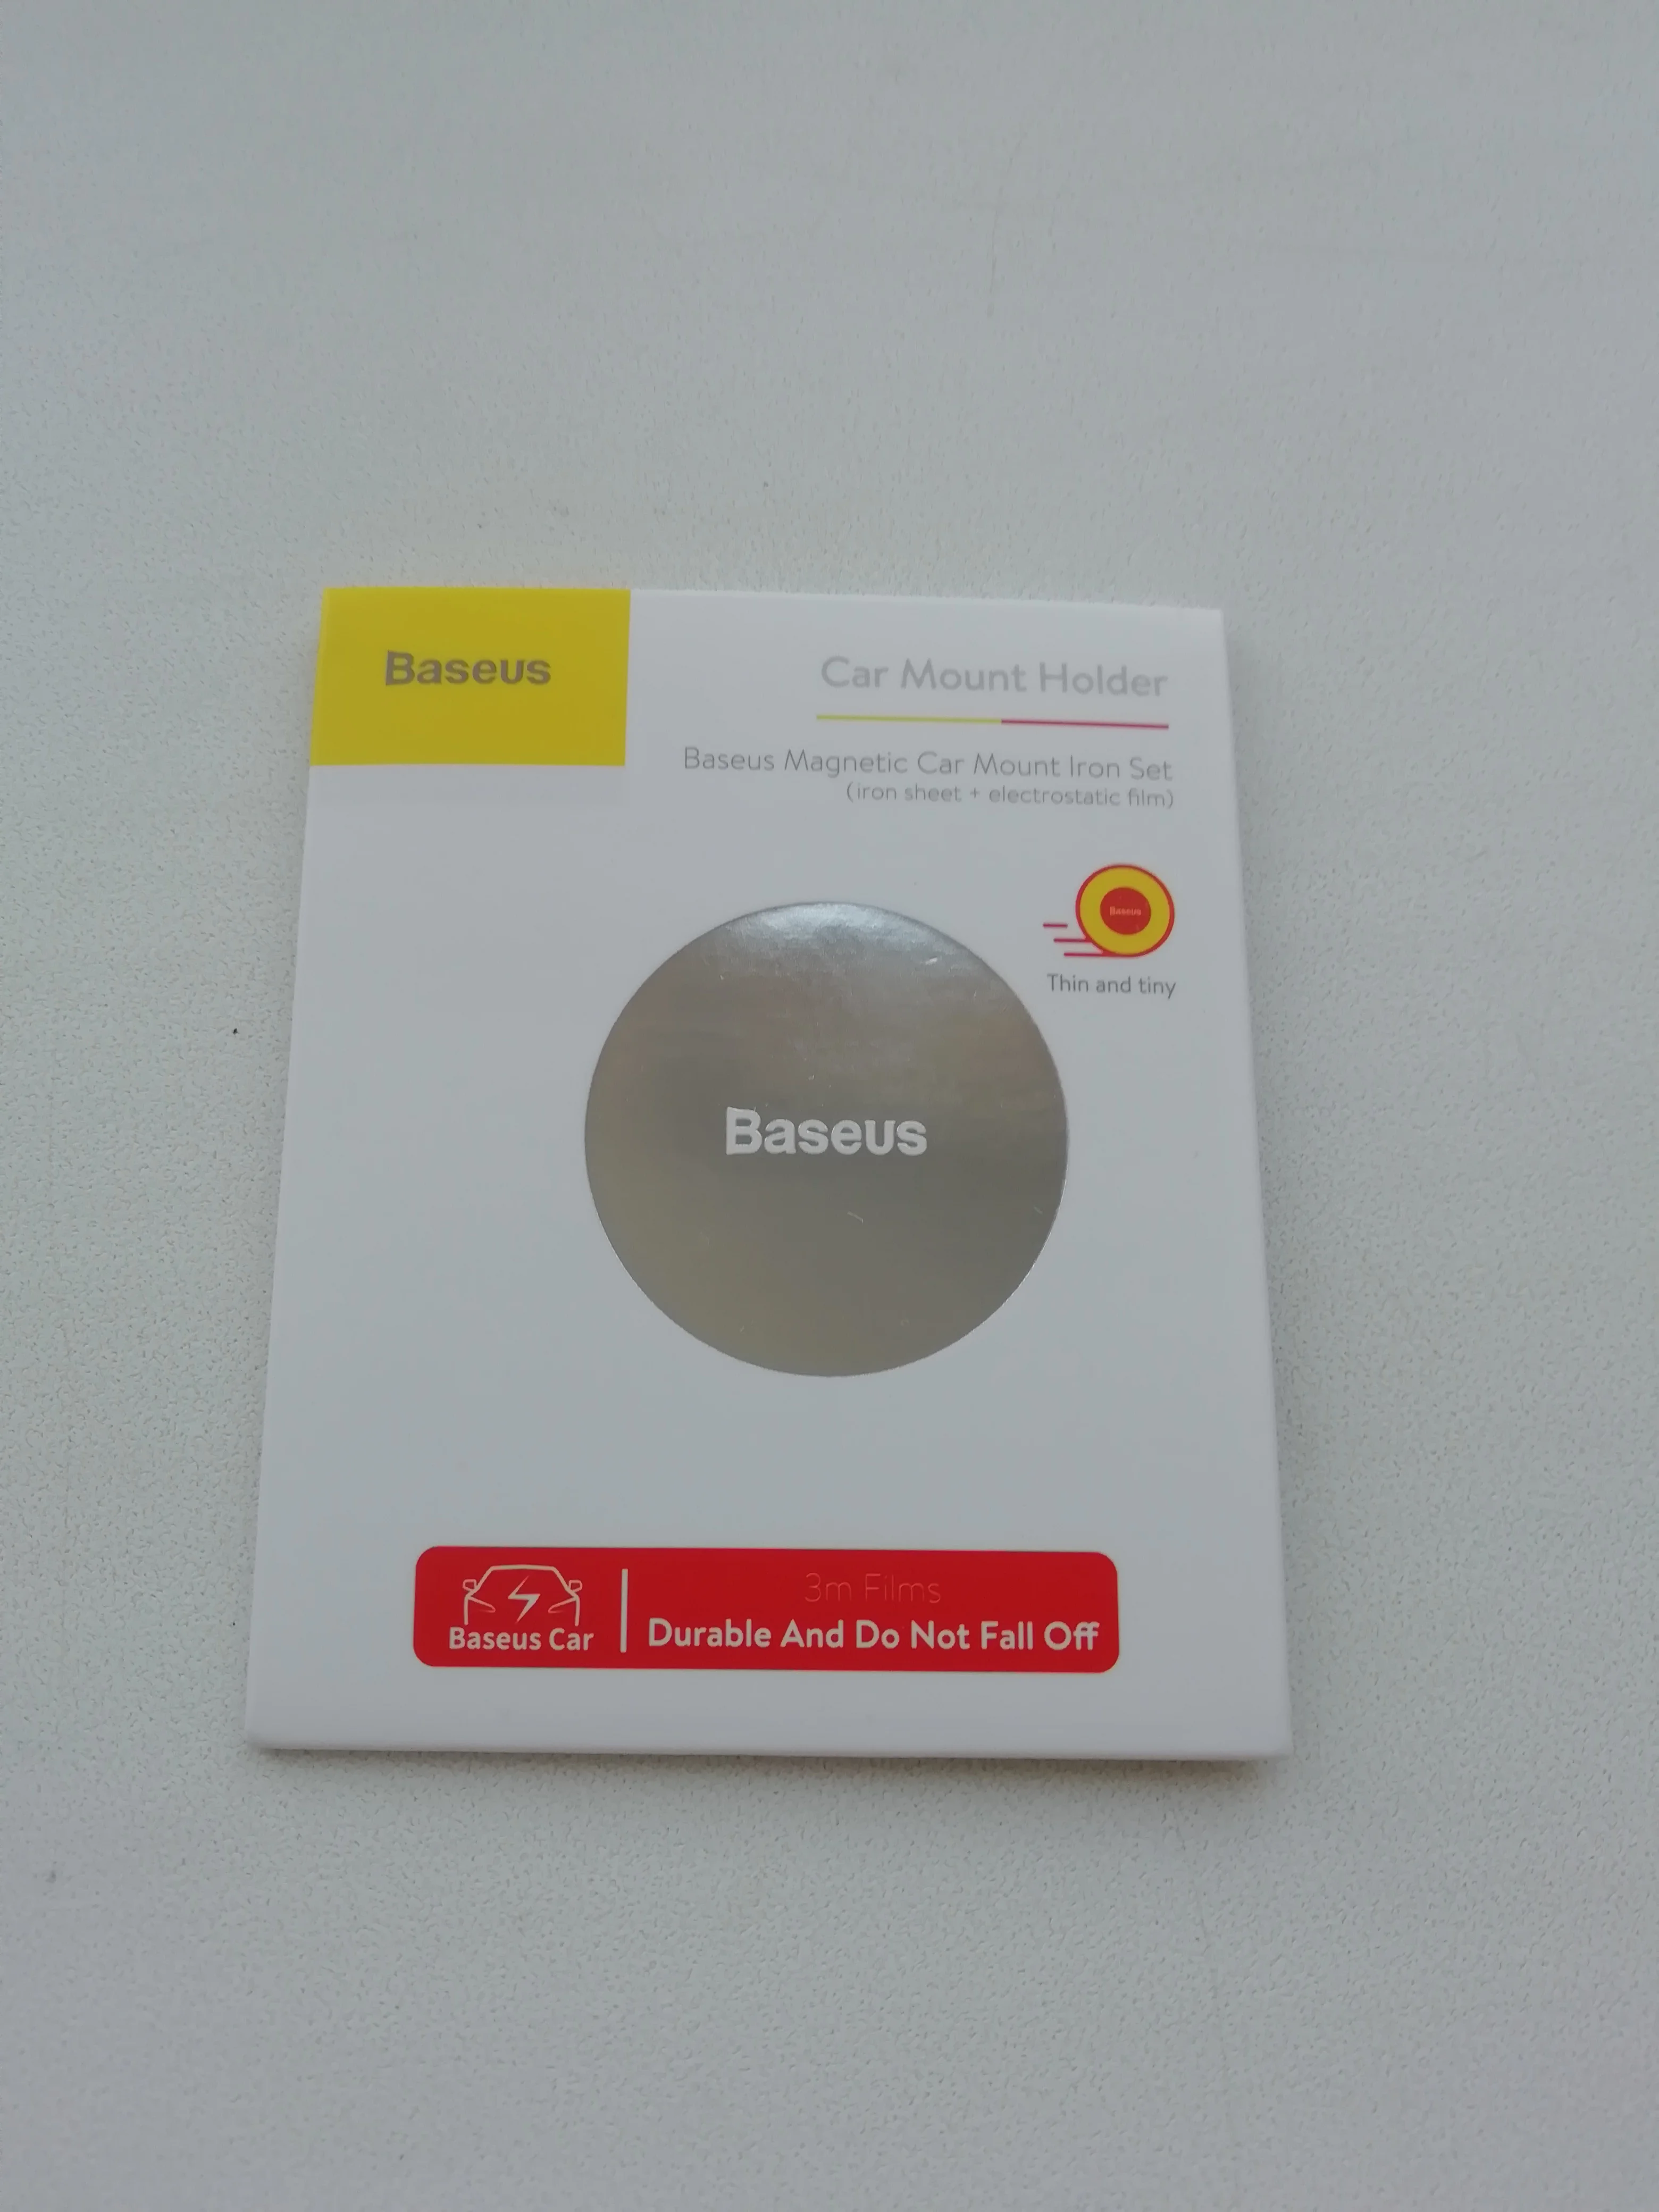 Baseus
Car Mount Holder
Baseus Magnetic Car Mount Iron Set
(iron sheet + electrostatic film)
Baseus
Thin and tiny
Baseus
3m Films
Baseus Car
Durable And Do Not Fall Off